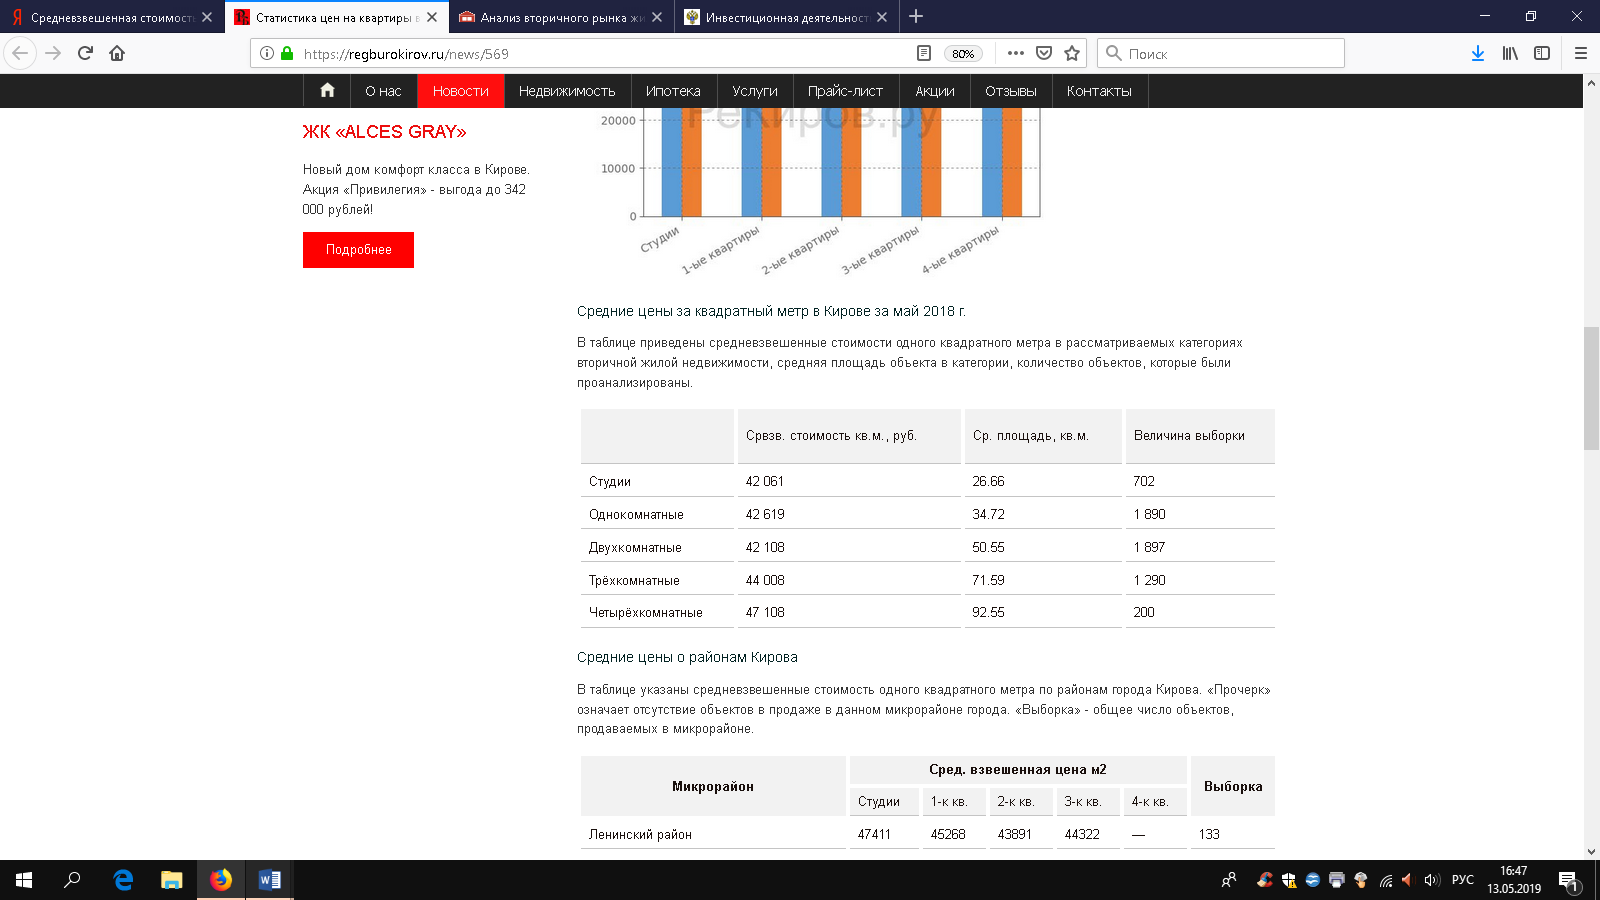 Средневзвешенная стоимость
Статистика цен на квартиры в
Анализ вторичного рынка жи
Инвестиционная деятельност
https://regburokirov.ru/news/569
80%
Поиск
О нас
Новости
Недвижимость
Ипотека
Услуги
Прайс-лист
Акции
Отзывы
Контакты
ЖК «ALCES GRAY»
Новый дом комфорт класса в Кирове.
Акция «Привилегия» - выгода до 342
000 рублей!
Подробнее
РеКиров.ру
20000
10000
0
Студии
1-ые квартиры
2-ые квартиры
3-ые квартиры
4-ые квартиры
Средние цены за квадратный метр в Кирове за май 2018 г.
В таблице приведены средневзвешенные стоимости одного квадратного метра в рассматриваемых категориях
вторичной жилой недвижимости, средняя площадь объекта в категории, количество объектов, которые были
проанализированы.
Срвзв. стоимость кв.м., руб. Ср. площадь, кв.м. Величина выборки
Студии 42 061 26.66 702
Однокомнатные 42 619 34.72 1 890
Двухкомнатные 42 108 50.55 1 897
Трёхкомнатные 44 008 71.59 1 290
Четырёхкомнатные 47 108 92.55 200
Средние цены о районам Кирова
В таблице указаны средневзвешенные стоимость одного квадратного метра по районам города Кирова. «Прочерк»
означает отсутствие объектов в продаже в данном микрорайоне города. «Выборка» - общее число объектов,
продаваемых в микрорайоне.
Микрорайон Сред. взвешенная цена м2 Выборка
Студии 1-к кв. 2-к кв. 3-к кв. 4-к кв.
Ленинский район 47411 45268 43891 44322 — 133
РУС
16:47
13.05.2019
1